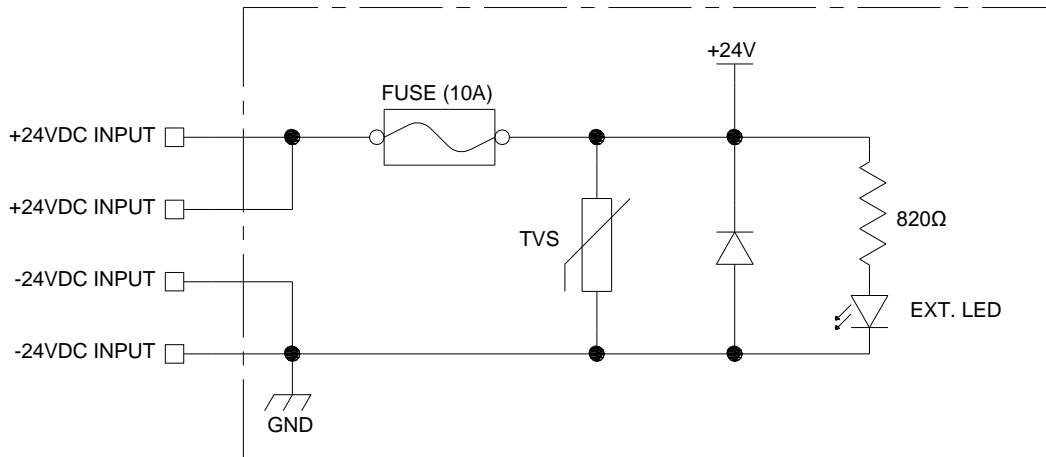 +24V
FUSE (10A)
+24VDC INPUT
+24VDC INPUT
TVS
820Ω
-24VDC INPUT
EXT. LED
-24VDC INPUT
GND